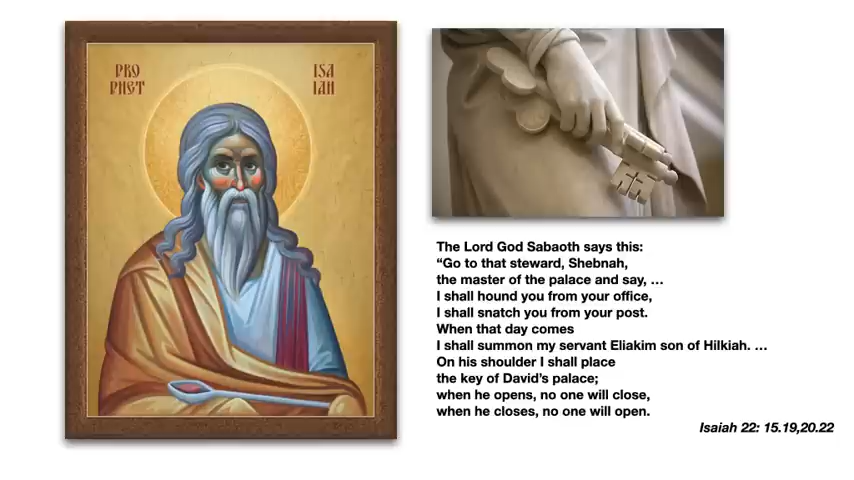 PRO
PHET
ISA
IAH
The Lord God Sabaoth says this:
“Go to that steward, Shebnah,
the master of the palace and say, …
I shall hound you from your office,
I shall snatch you from your post.
When that day comes
I shall summon my servant Eliakim son of Hilkiah. …
On his shoulder I shall place
the key of David’s palace;
when he opens, no one will close,
when he closes, no one will open.
Isaiah 22: 15.19,20.22